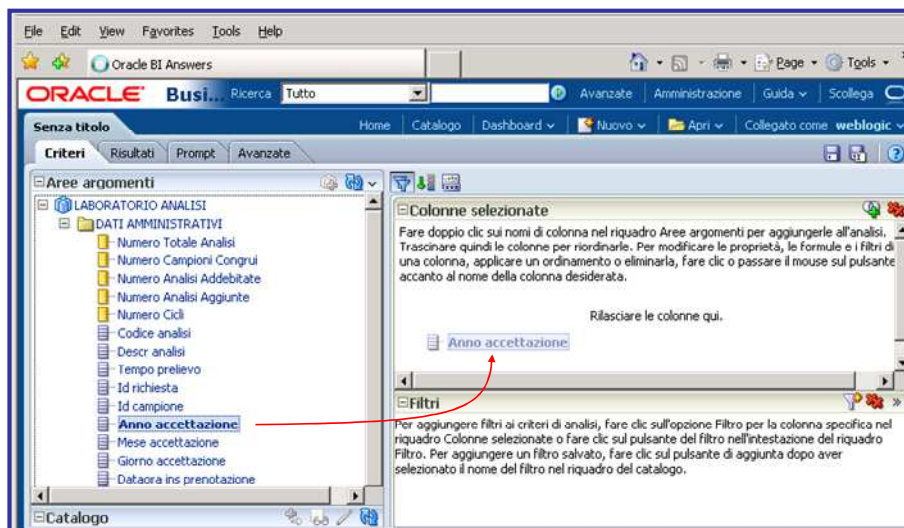 File Edit View Favorites Tools Help
Oracle BI Answers Page Tools
ORACLE Busi... Ricerca Tutto Avanzate Amministrazione Guida Scollega
Senza titolo Home Catalogo Dashboard Nuovo Apri Collegato come weblogic
Criteri Risultati Prompt Avanzate
Aree argomenti
LABORATORIO ANALISI
DATI AMMINISTRATIVI
Numero Totale Analisi
Numero Campioni Congrui
Numero Analisi Addebitate
Numero Analisi Aggiunte
Numero Cicli
Codice analisi
Descr analisi
Tempo prelievo
Id richiesta
Id campione
Anno accettazione
Mese accettazione
Giorno accettazione
Dataora ins prenotazione
Catalogo
Colonne selezionate
Fare doppio clic sui nomi di colonna nel riquadro Aree argomenti per aggiungerle all'analisi.
Trascinare quindi le colonne per riordinarle. Per modificare le proprietà, le formule e i filtri di
una colonna, applicare un ordinamento o eliminarla, fare clic o passare il mouse sul pulsante
accanto al nome della colonna desiderata.
Rilasciare le colonne qui.
Anno accettazione
Filtri
Per aggiungere filtri ai criteri di analisi, fare clic sull'opzione Filtro per la colonna specifica nel
riquadro Colonne selezionate o fare clic sul pulsante del filtro nell'intestazione del riquadro
Filtro. Per aggiungere un filtro salvato, fare clic sul pulsante di aggiunta dopo aver
selezionato il nome del filtro nel riquadro del catalogo.